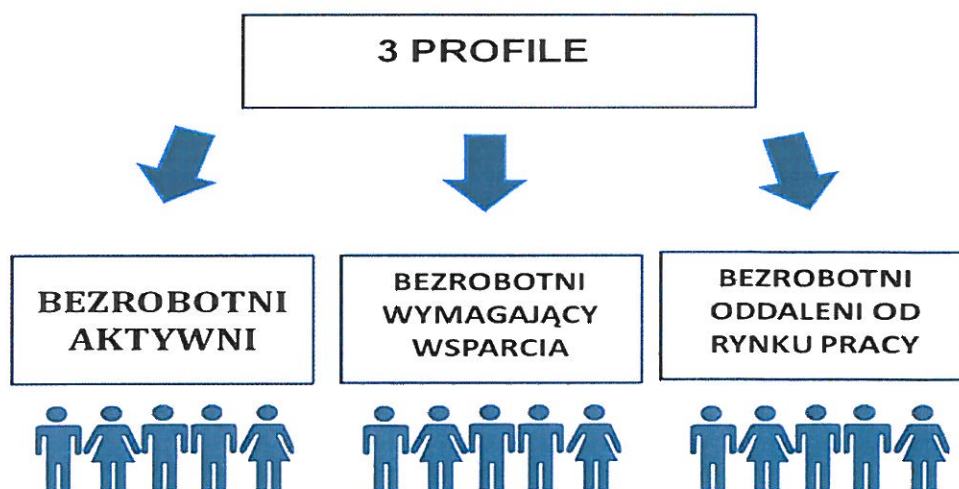 3 PROFILE
BEZROBOTNI
AKTYWNI
BEZROBOTNI
WYMAGAJĄCY
WSPARCIA
BEZROBOTNI
ODDALENI OD
RYNKU PRACY